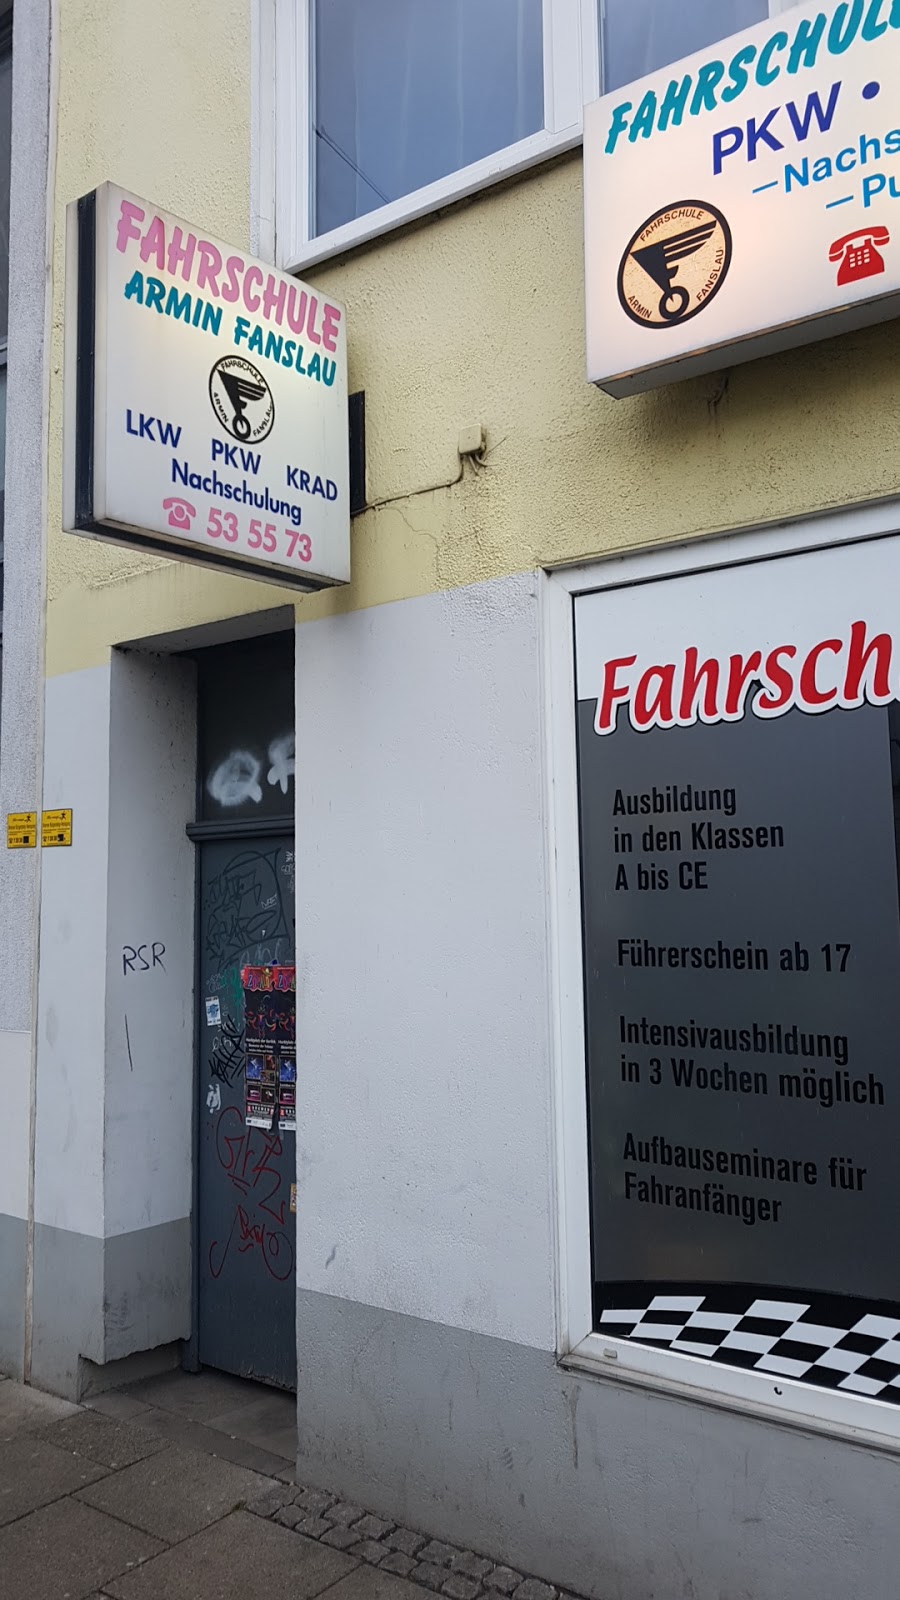 FAHRSCHULE
ARMIN FANSLAU
FAHRSCHULE
ARMIN FANSLAU
LKW PKW KRAD
Nachschulung
53 55 73
FAHRSCHULE
PKW •
–Nachs
–Pu
FAHRSCHULE
ARMIN FANSLAU
Fahrsch
Ausbildung
in den Klassen
A bis CE
Führerschein ab 17
Intensivausbildung
in 3 Wochen möglich
Aufbauseminare für
Fahranfänger
RSR